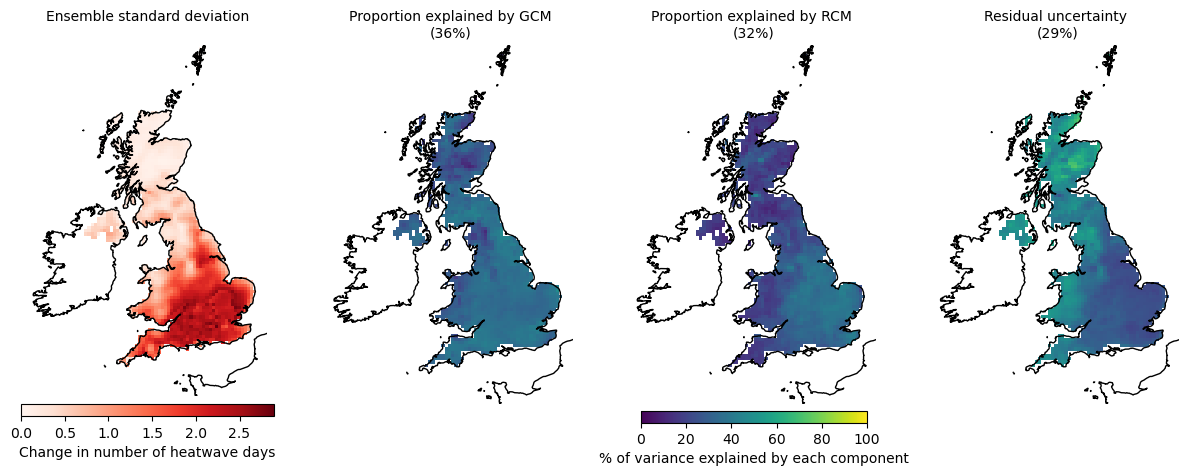 Ensemble standard deviation
Proportion explained by GCM
(36%)
Proportion explained by RCM
(32%)
Residual uncertainty
(29%)
0.0 0.5 1.0 1.5 2.0 2.5
Change in number of heatwave days
0 20 40 60 80 100
% of variance explained by each component